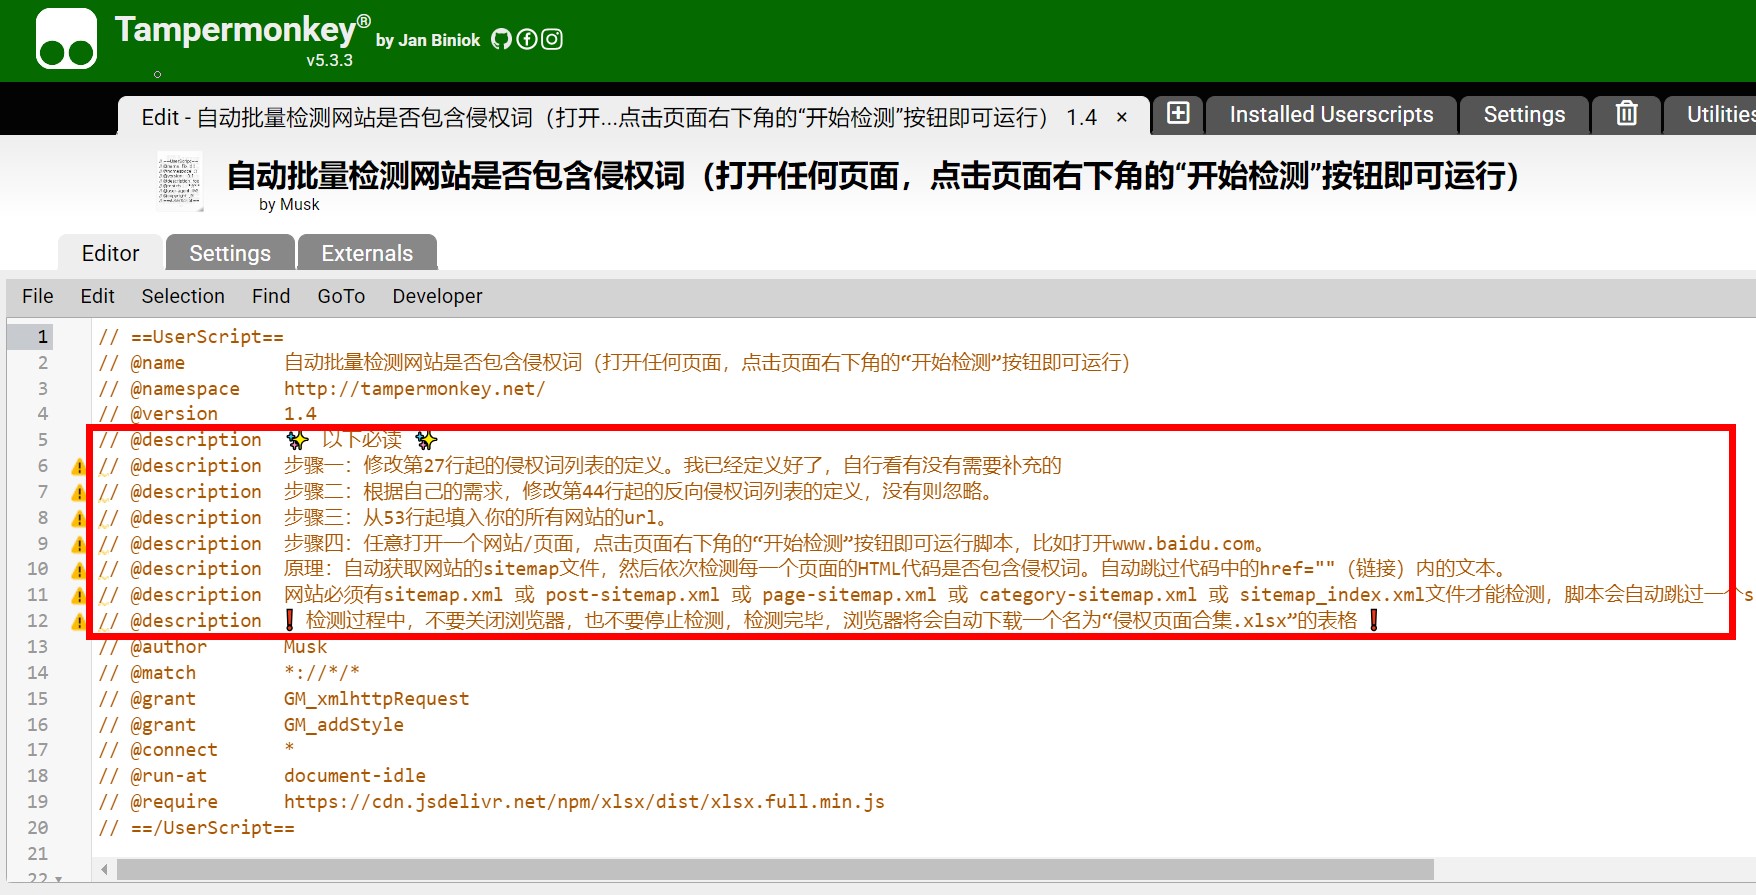 Tampermonkey®
by Jan Biniok
v5.3.3
Edit - 自动批量检测网站是否包含侵权词（打开...点击页面右下角的“开始检测”按钮即可运行） 1.4 ×
Installed Userscripts
Settings
Utilities
自动批量检测网站是否包含侵权词（打开任何页面，点击页面右下角的“开始检测”按钮即可运行）
by Musk
Editor Settings Externals
File Edit Selection Find GoTo Developer
1 // ==UserScript==
2 // @name 自动批量检测网站是否包含侵权词（打开任何页面，点击页面右下角的“开始检测”按钮即可运行）
3 // @namespace http://tampermonkey.net/
4 // @version 1.4
5 // @description ✨ 以下必读 ✨
6 // @description 步骤一：修改第27行起的侵权词列表的定义。我已经定义好了，自行看有没有需要补充的
7 // @description 步骤二：根据自己的需求，修改第44行起的反向侵权词列表的定义，没有则忽略。
8 // @description 步骤三：从53行起填入你的所有网站的url。
9 // @description 步骤四：任意打开一个网站/页面，点击页面右下角的“开始检测”按钮即可运行脚本，比如打开www.baidu.com。
10 // @description 原理：自动获取网站的sitemap文件，然后依次检测每一个页面的HTML代码是否包含侵权词。自动跳过代码中的href=""（链接）内的文本。
11 // @description 网站必须有sitemap.xml 或 post-sitemap.xml 或 page-sitemap.xml 或 category-sitemap.xml 或 sitemap_index.xml文件才能检测，脚本会自动跳过一个s
12 // @description ❗ 检测过程中，不要关闭浏览器，也不要停止检测，检测完毕，浏览器将会自动下载一个名为“侵权页面合集.xlsx”的表格 ❗
13 // @author Musk
14 // @match *://*/*
15 // @grant GM_xmlhttpRequest
16 // @grant GM_addStyle
17 // @connect *
18 // @run-at document-idle
19 // @require https://cdn.jsdelivr.net/npm/xlsx/dist/xlsx.full.min.js
20 // ==/UserScript==
21
22